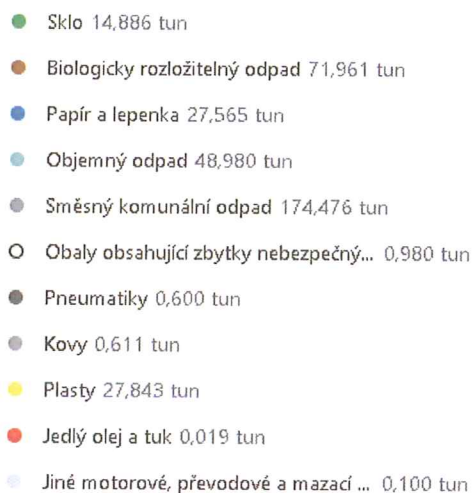 Sklo 14,886 tun
Biologicky rozložitelný odpad 71,961 tun
Papír a lepenka 27,565 tun
Objemný odpad 48,980 tun
Směsný komunální odpad 174,476 tun
Obaly obsahující zbytky nebezpečný... 0,980 tun
Pneumatiky 0,600 tun
Kovy 0,611 tun
Plasty 27,843 tun
Jedlý olej a tuk 0,019 tun
Jiné motorové, převodové a mazací ... 0,100 tun